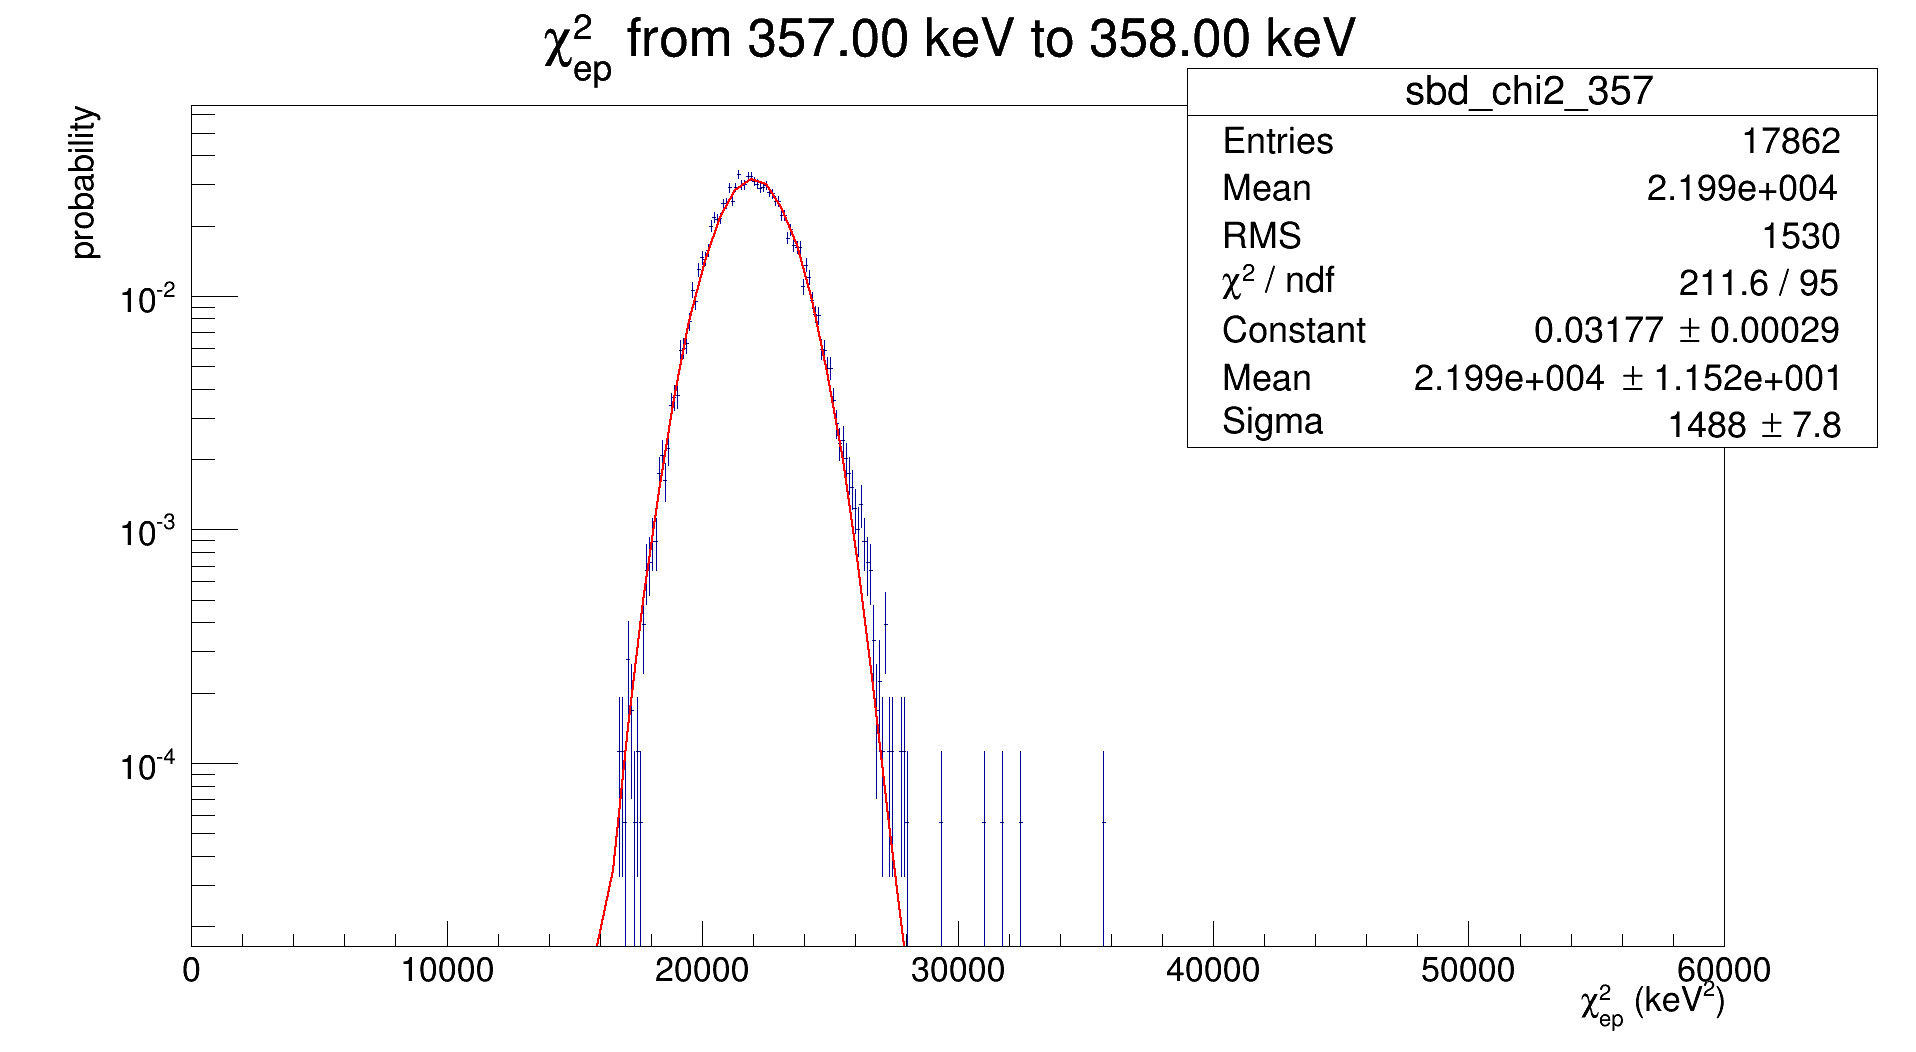 χ²ep from 357.00 keV to 358.00 keV
sbd_chi2_357
Entries 17862
Mean 2.199e+004
RMS 1530
χ² / ndf 211.6 / 95
Constant 0.03177 ± 0.00029
Mean 2.199e+004 ± 1.152e+001
Sigma 1488 ± 7.8
probability
10⁻²
10⁻³
10⁻⁴
0 10000 20000 30000 40000 50000 60000
χ²ep (keV²)